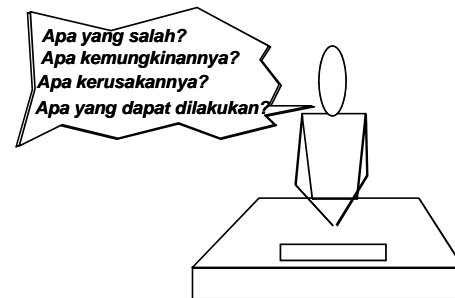 Apa yang salah?
Apa kemungkinannya?
Apa kerusakannya?
Apa yang dapat dilakukan?